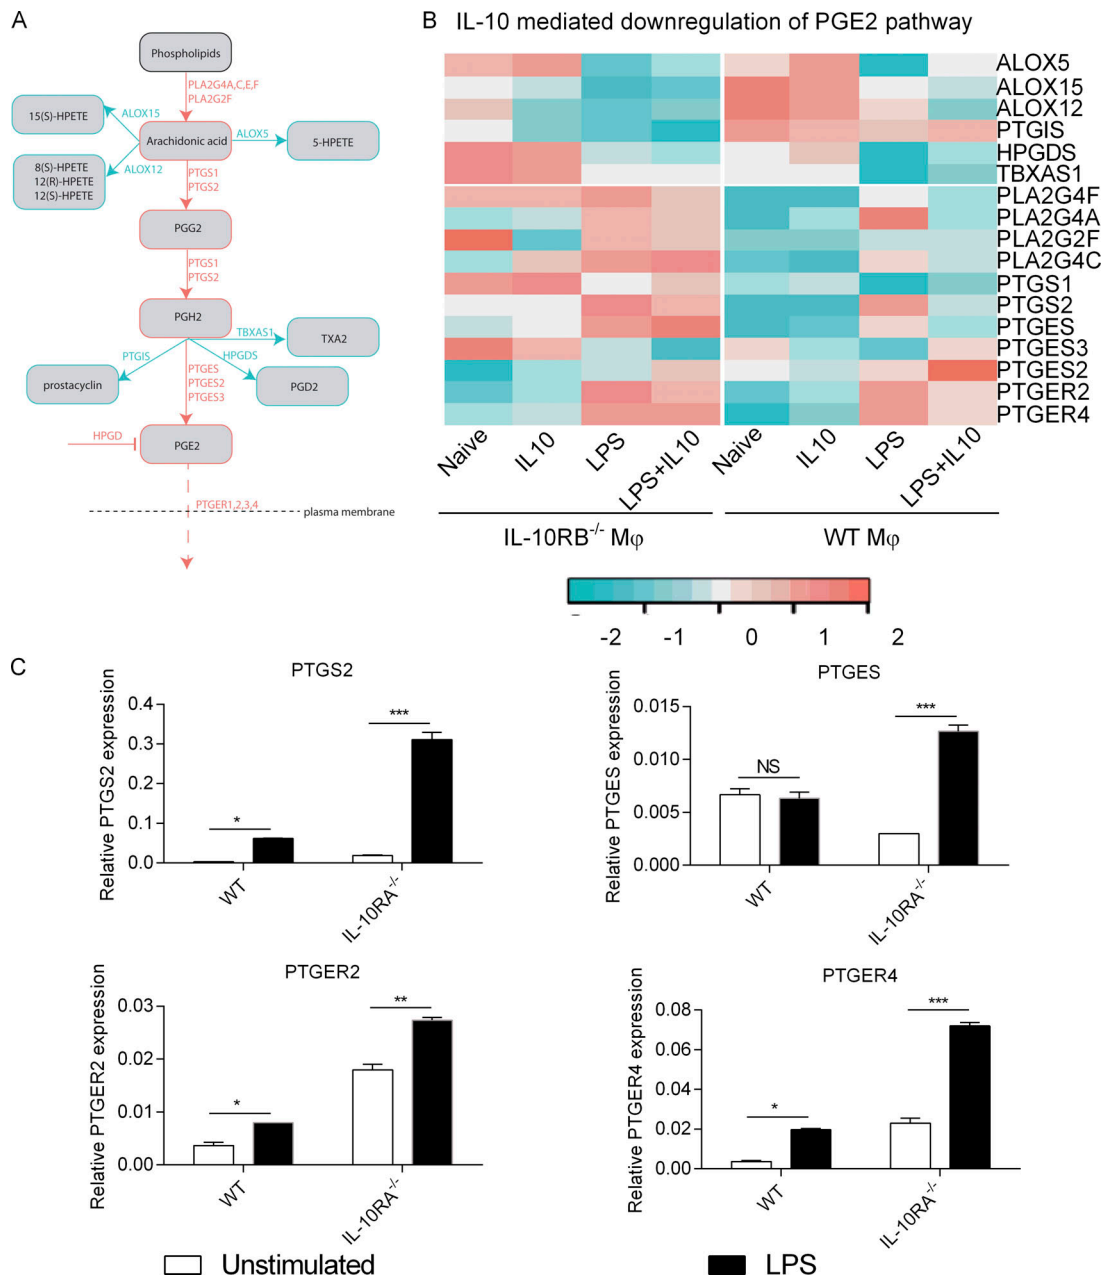 A
Phospholipids
PLA2G4A,C,E,F
PLA2G2F
15(S)-HPETE
ALOX15
Arachidonic acid
ALOX5
5-HPETE
8(S)-HPETE
12(R)-HPETE
12(S)-HPETE
ALOX12
PTGS1
PTGS2
PGG2
PTGS1
PTGS2
PGH2
TBXAS1
TXA2
PTGIS
HPGDS
prostacyclin
PGD2
PTGES
PTGES2
PTGES3
HPGD
PGE2
PTGER1,2,3,4
plasma membrane
B IL-10 mediated downregulation of PGE2 pathway
ALOX5
ALOX15
ALOX12
PTGIS
HPGDS
TBXAS1
PLA2G4F
PLA2G4A
PLA2G2F
PLA2G4C
PTGS1
PTGS2
PTGES
PTGES3
PTGES2
PTGER2
PTGER4
Naive IL10 LPS LPS+IL10 Naive IL10 LPS LPS+IL10
IL-10RB-/- Mφ WT Mφ
-2 -1 0 1 2
C
PTGS2
Relative PTGS2 expression
0.4
0.3
0.2
0.1
0.0
*
***
WT IL-10RA-/-
PTGES
Relative PTGES expression
0.015
0.010
0.005
0.000
NS
***
WT IL-10RA-/-
PTGER2
Relative PTGER2 expression
0.03
0.02
0.01
0.00
*
**
WT IL-10RA-/-
PTGER4
Relative PTGER4 expression
0.08
0.06
0.04
0.02
0.00
*
***
WT IL-10RA-/-
Unstimulated LPS